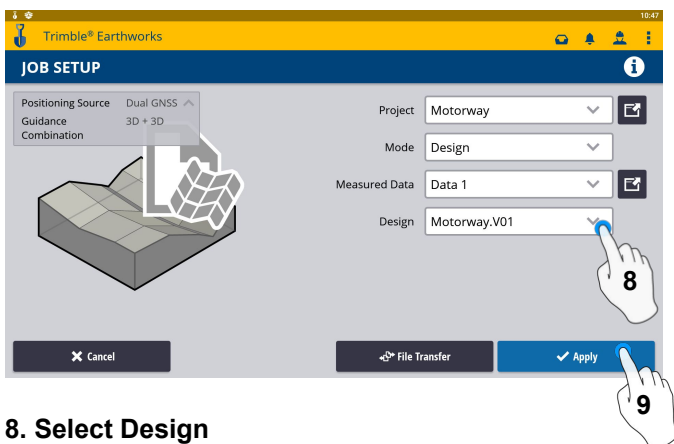 10:47
Trimble® Earthworks
JOB SETUP
Positioning Source Dual GNSS
Guidance Combination 3D + 3D
Project Motorway
Mode Design
Measured Data Data 1
Design Motorway.V01
8
Cancel
File Transfer
Apply
9
8. Select Design